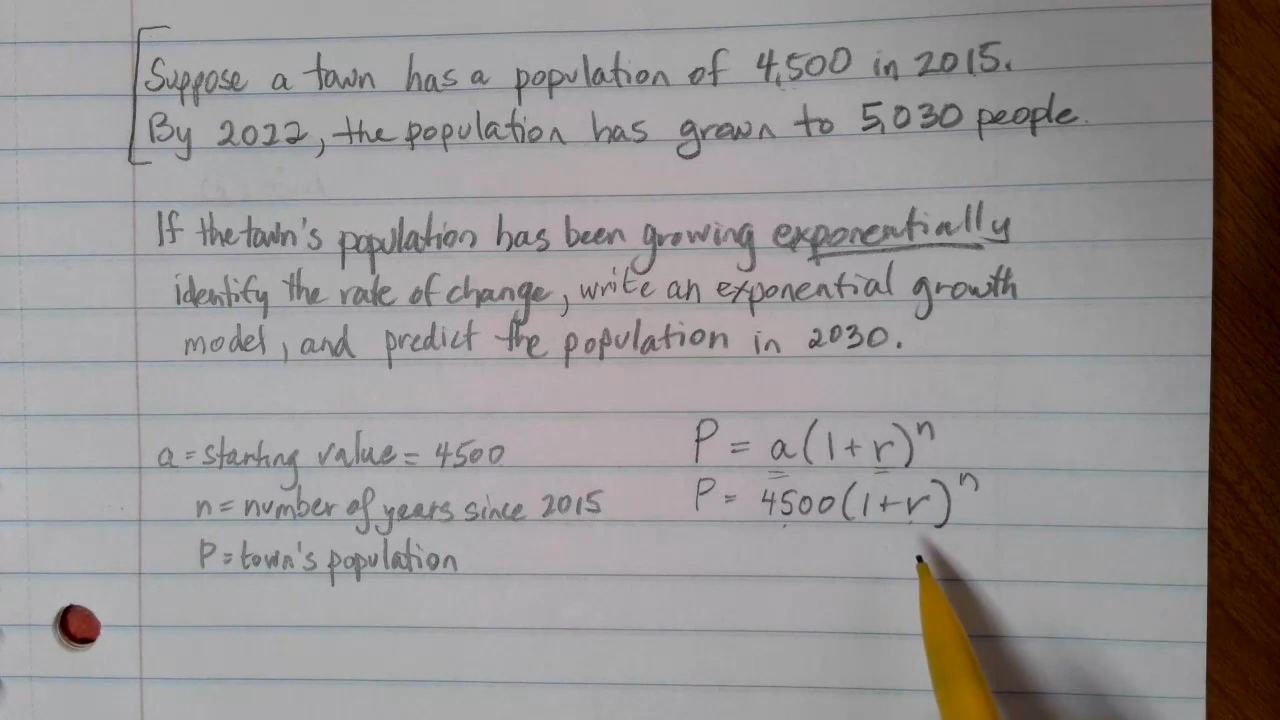 Suppose a town has a population of 4,500 in 2015.
By 2022, the population has grown to 5,030 people.
If the town's population has been growing exponentially
identify the rate of change, write an exponential growth
model, and predict the population in 2030.
a = starting value = 4500
n = number of years since 2015
P = town's population
P = a(1+r)^n
P = 4500(1+r)^n